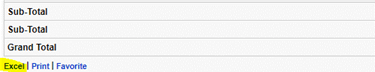 Sub-Total
Sub-Total
Grand Total
Excel | Print | Favorite